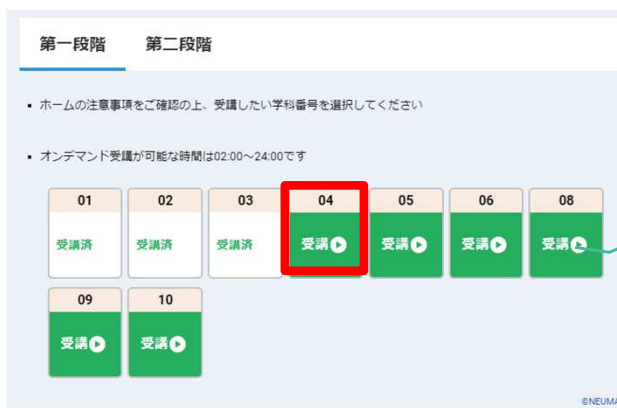 第一段階 第二段階
▪ ホームの注意事項をご確認の上、受講したい学科番号を選択してください
▪ オンデマンド受講が可能な時間は02:00～24:00です
01 02 03 04 05 06 08
受講済 受講済 受講済 受講 受講 受講 受講
09 10
受講 受講
©NEUMA